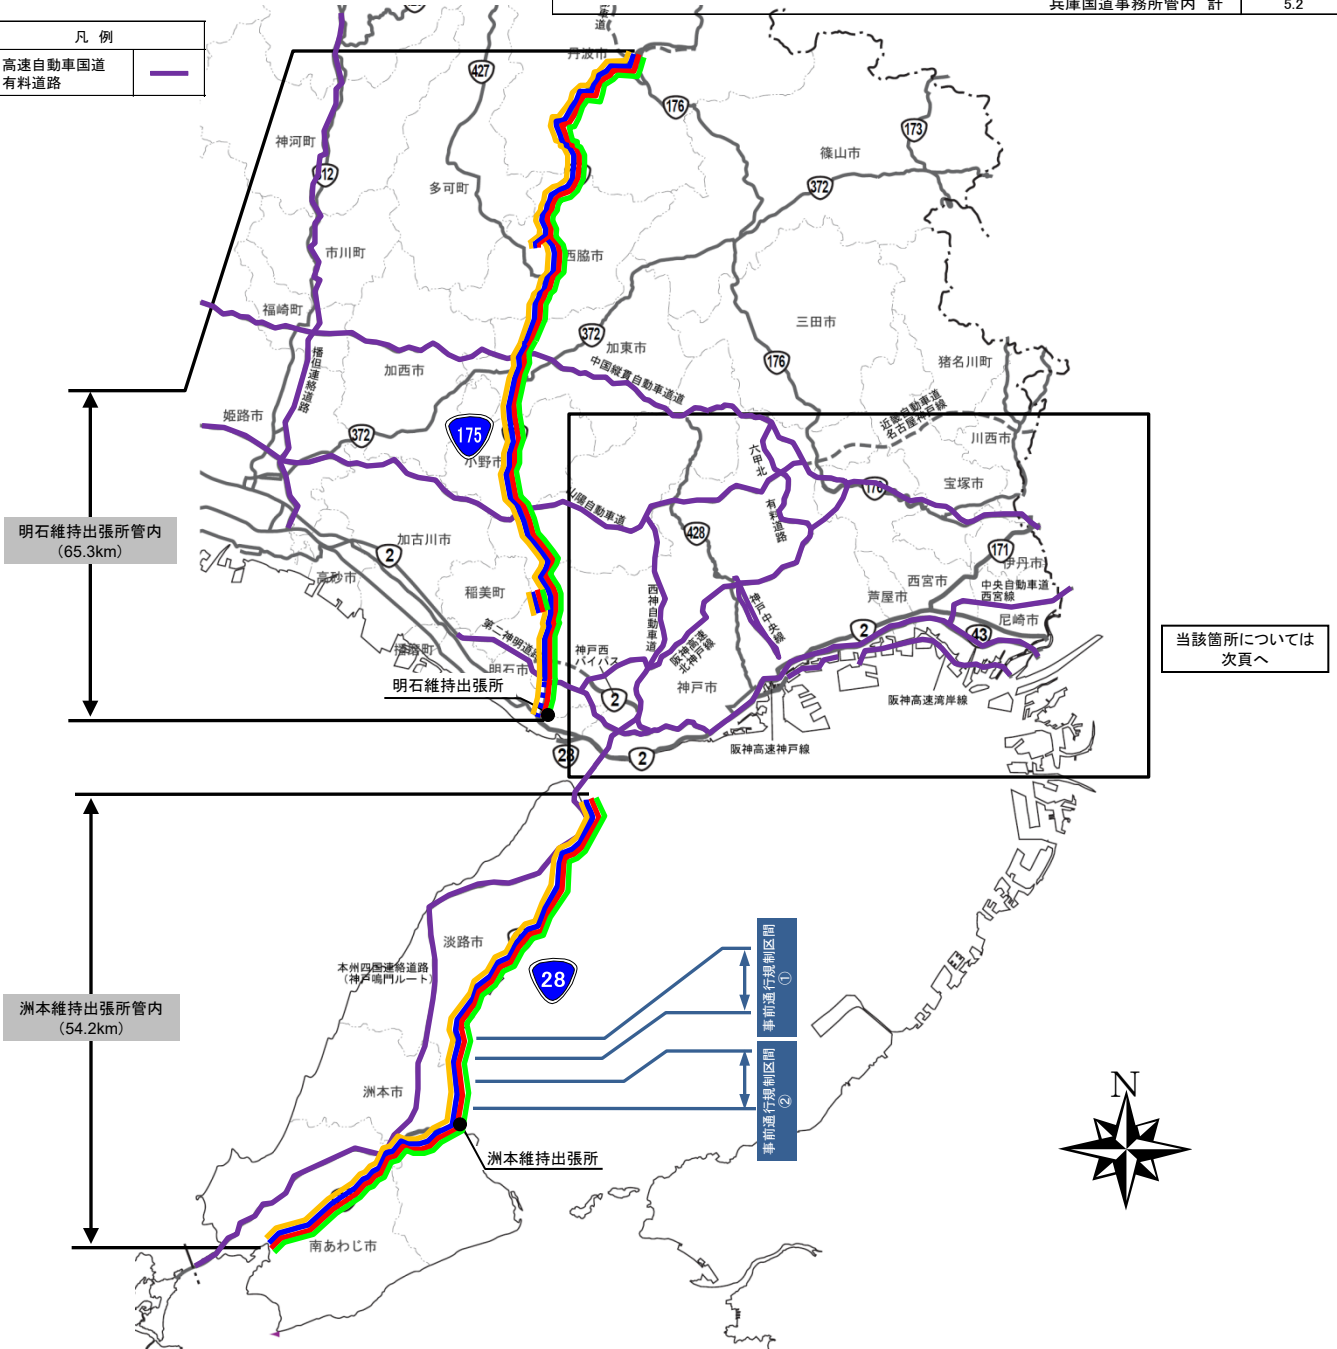 兵庫国道事務所管内 計
5.2
凡 例
高速自動車国道
有料道路
車道
丹波市
427
176
173
神河町
312
篠山市
多可町
372
市川町
西脇市
福崎町
三田市
372
加東市
播但連絡道路
中国縦貫自動車道道
176
猪名川町
加西市
近畿自動車道
名古屋神戸線
姫路市
372
175
川西市
小野市
六甲北
有料道路
176
宝塚市
山陽自動車道
明石維持出張所管内
(65.3km)
加古川市
2
428
171
伊丹市
高砂市
稲美町
西神自動車道
西宮市
中央自動車道
西宮線
芦屋市
神戸中央線
第二神明道路
2
尼崎市
43
播磨町
神戸西
バイパス
阪神高速
北神戸線
当該箇所については
次頁へ
明石市
明石維持出張所
神戸市
2
阪神高速湾岸線
阪神高速神戸線
28
2
淡路市
本州四国連絡道路
(神戸鳴門ルート)
28
事前通行規制区間
①
洲本維持出張所管内
(54.2km)
事前通行規制区間
②
洲本市
N
洲本維持出張所
南あわじ市